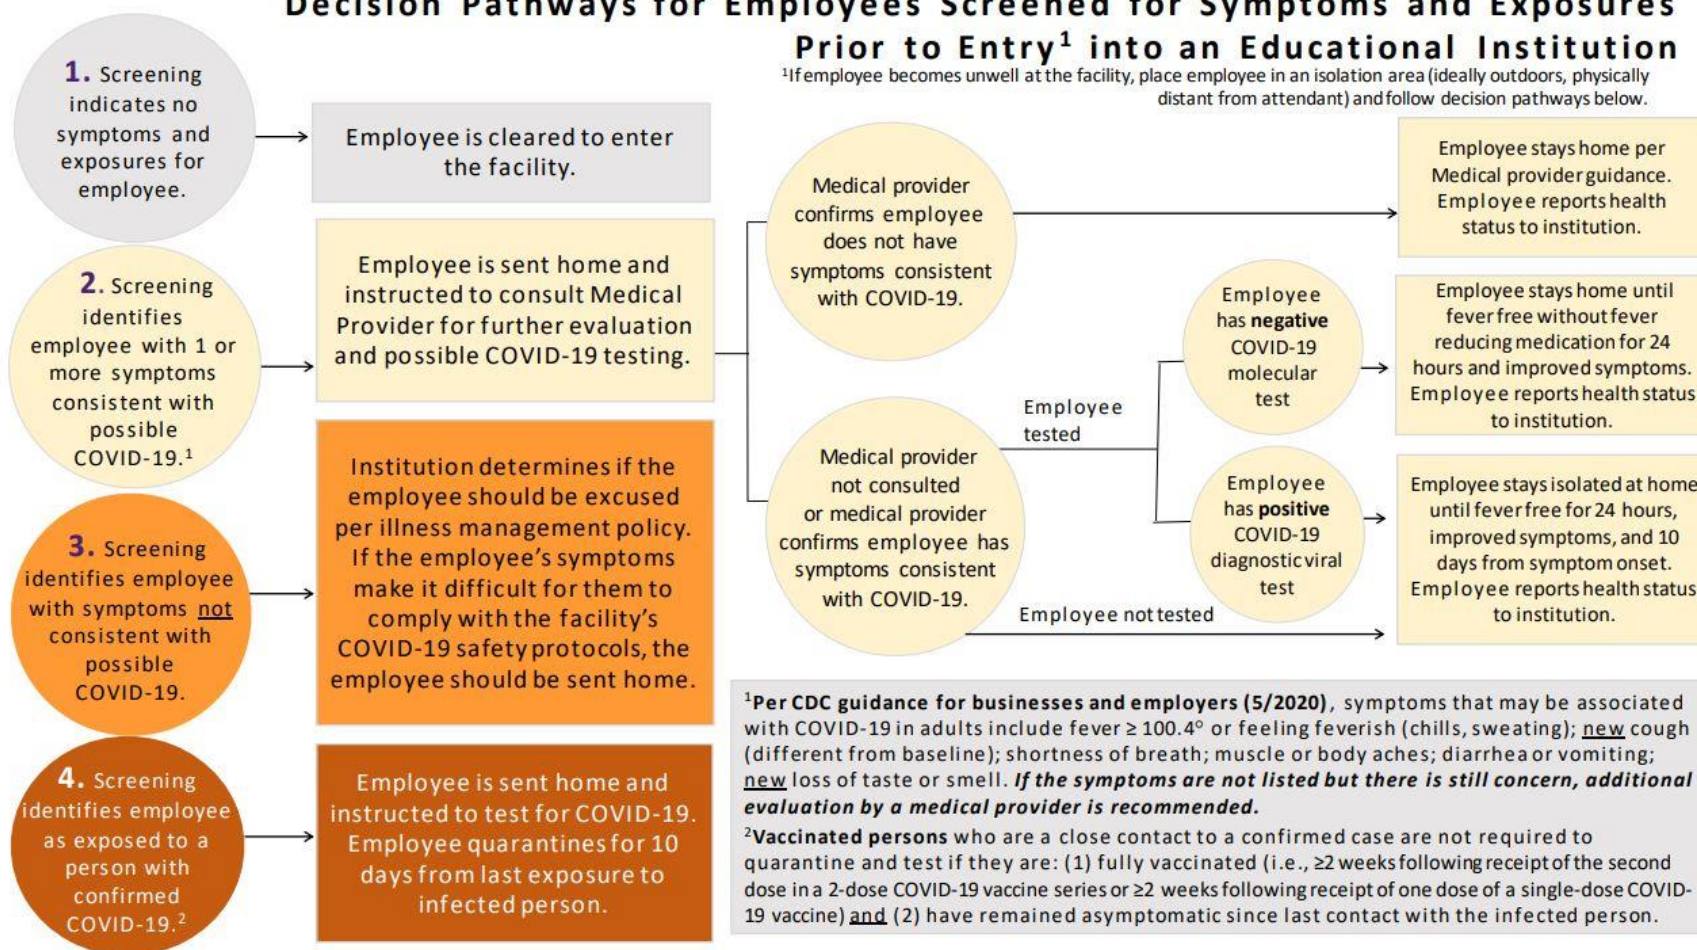 Decision Pathways for Employees Screened for Symptoms and Exposures
Prior to Entry¹ into an Educational Institution
¹If employee becomes unwell at the facility, place employee in an isolation area (ideally outdoors, physically
distant from attendant) and follow decision pathways below.
1. Screening
indicates no
symptoms and
exposures for
employee.
Employee is cleared to enter
the facility.
2. Screening
identifies
employee with 1 or
more symptoms
consistent with
possible
COVID-19.¹
Employee is sent home and
instructed to consult Medical
Provider for further evaluation
and possible COVID-19 testing.
Medical provider
confirms employee
does not have
symptoms consistent
with COVID-19.
Employee stays home per
Medical provider guidance.
Employee reports health
status to institution.
Medical provider
not consulted
or medical provider
confirms employee has
symptoms consistent
with COVID-19.
Employee
tested
Employee
has negative
COVID-19
molecular
test
Employee stays home until
fever free without fever
reducing medication for 24
hours and improved symptoms.
Employee reports health status
to institution.
Employee
has positive
COVID-19
diagnostic viral
test
Employee not tested
Employee stays isolated at home
until fever free for 24 hours,
improved symptoms, and 10
days from symptom onset.
Employee reports health status
to institution.
3. Screening
identifies employee
with symptoms not
consistent with
possible
COVID-19.
Institution determines if the
employee should be excused
per illness management policy.
If the employee's symptoms
make it difficult for them to
comply with the facility's
COVID-19 safety protocols, the
employee should be sent home.
4. Screening
identifies employee
as exposed to a
person with
confirmed
COVID-19.²
Employee is sent home and
instructed to test for COVID-19.
Employee quarantines for 10
days from last exposure to
infected person.
¹Per CDC guidance for businesses and employers (5/2020), symptoms that may be associated
with COVID-19 in adults include fever ≥ 100.4° or feeling feverish (chills, sweating); new cough
(different from baseline); shortness of breath; muscle or body aches; diarrhea or vomiting;
new loss of taste or smell. If the symptoms are not listed but there is still concern, additional
evaluation by a medical provider is recommended.
²Vaccinated persons who are a close contact to a confirmed case are not required to
quarantine and test if they are: (1) fully vaccinated (i.e., ≥2 weeks following receipt of the second
dose in a 2-dose COVID-19 vaccine series or ≥2 weeks following receipt of one dose of a single-dose COVID-
19 vaccine) and (2) have remained asymptomatic since last contact with the infected person.